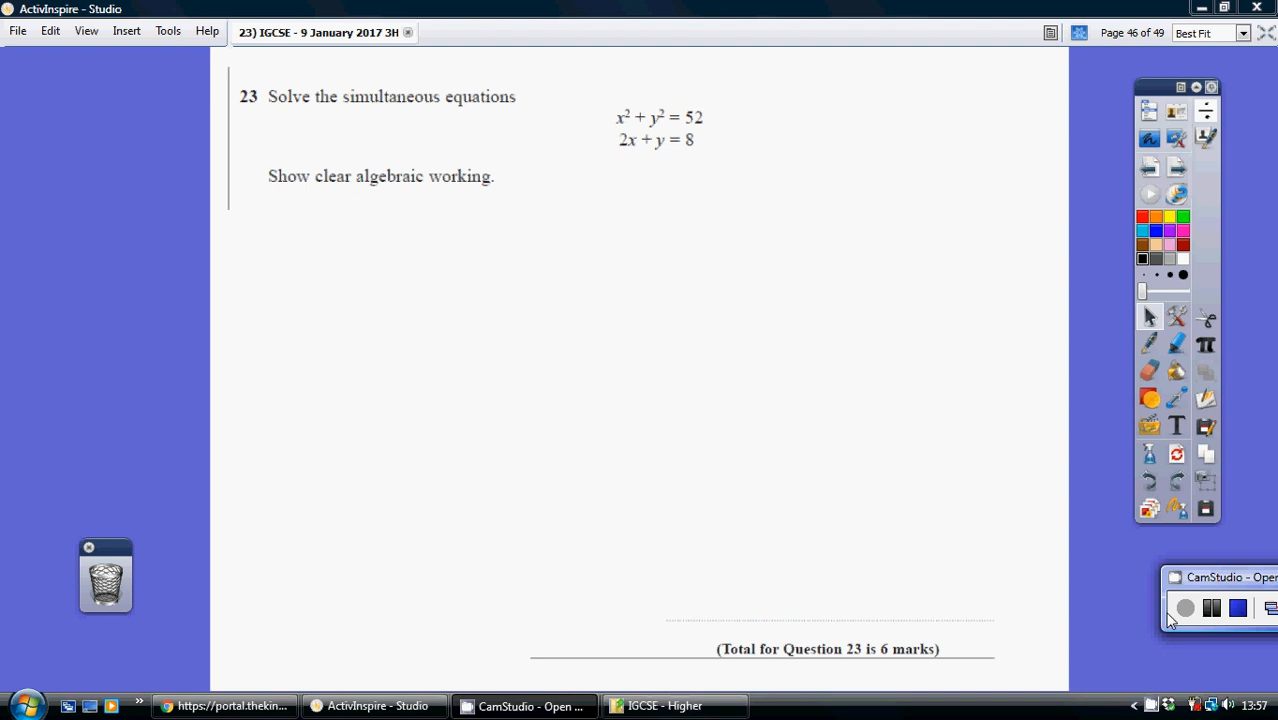 ActivInspire - Studio
File Edit View Insert Tools Help 23) IGCSE - 9 January 2017 3H Page 46 of 49 Best Fit
23 Solve the simultaneous equations
x² + y² = 52
2x + y = 8
Show clear algebraic working.
CamStudio - Oper
(Total for Question 23 is 6 marks)
https://portal.thekin... ActivInspire - Studio CamStudio - Open ... IGCSE - Higher 13:57